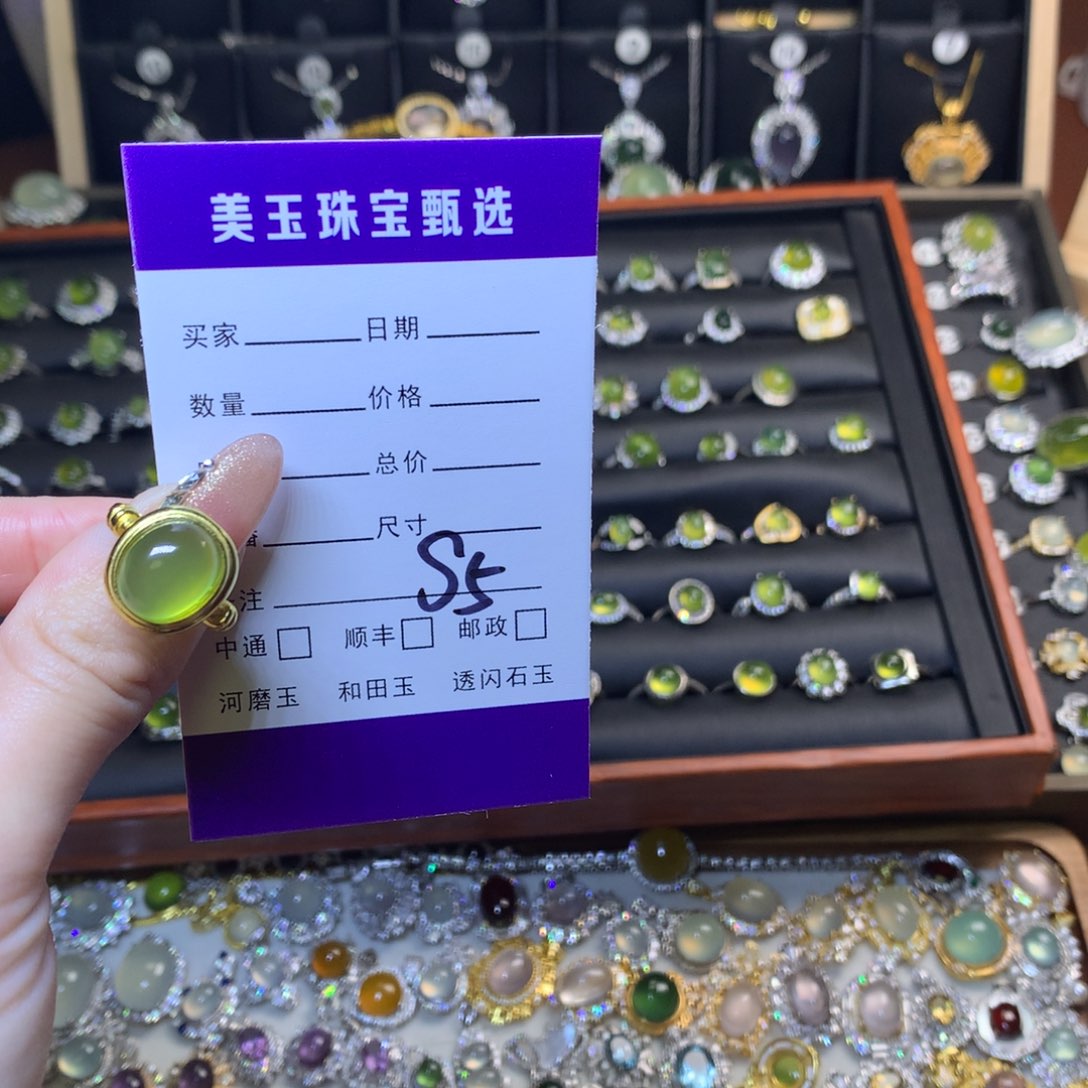 美玉珠宝甄选
买家 日期
数量 价格
总价
尺寸
注 S5
中通 顺丰 邮政
河磨玉 和田玉 透闪石玉